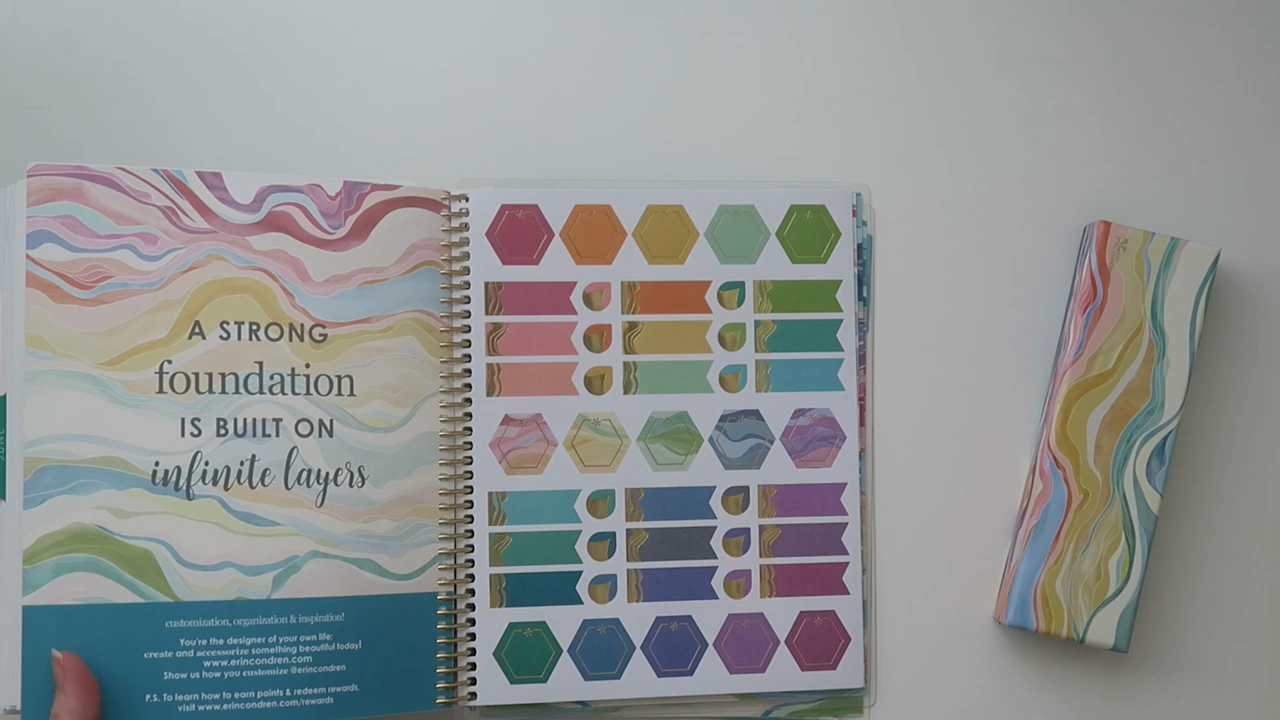 A STRONG
foundation
IS BUILT ON
infinite layers
customization, organization & inspiration!
You're the designer of your own life;
create and accessorize something beautiful today!
www.erincondren.com
Show us how you customize @erincondren
P.S. To learn how to earn points & redeem rewards,
visit www.erincondren.com/rewards
JUNE